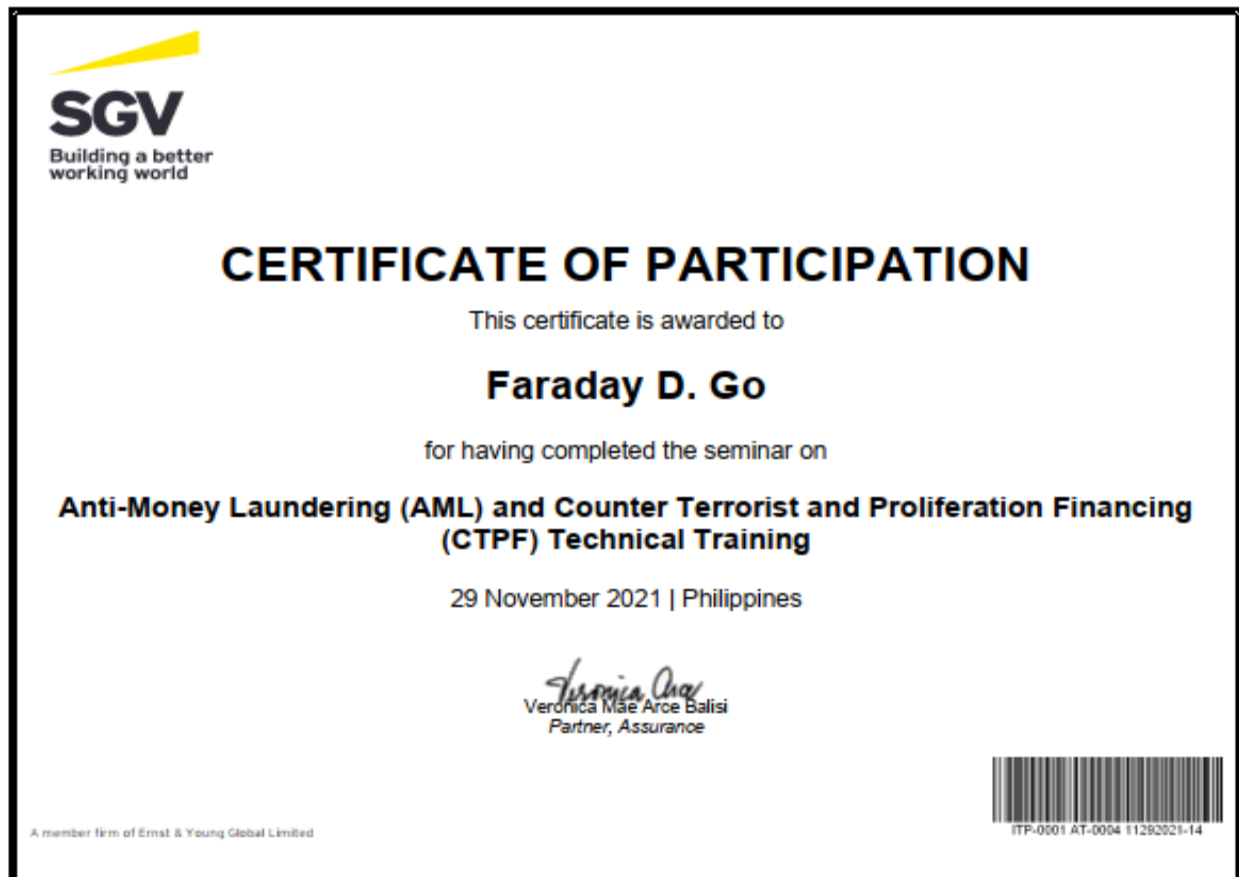 SGV
Building a better
working world
CERTIFICATE OF PARTICIPATION
This certificate is awarded to
Faraday D. Go
for having completed the seminar on
Anti-Money Laundering (AML) and Counter Terrorist and Proliferation Financing
(CTPF) Technical Training
29 November 2021 | Philippines
Veronica Arce
Veronica Mae Arce Balisi
Partner, Assurance
A member firm of Ernst & Young Global Limited
ITP-0001 AT-0004 11292021-14